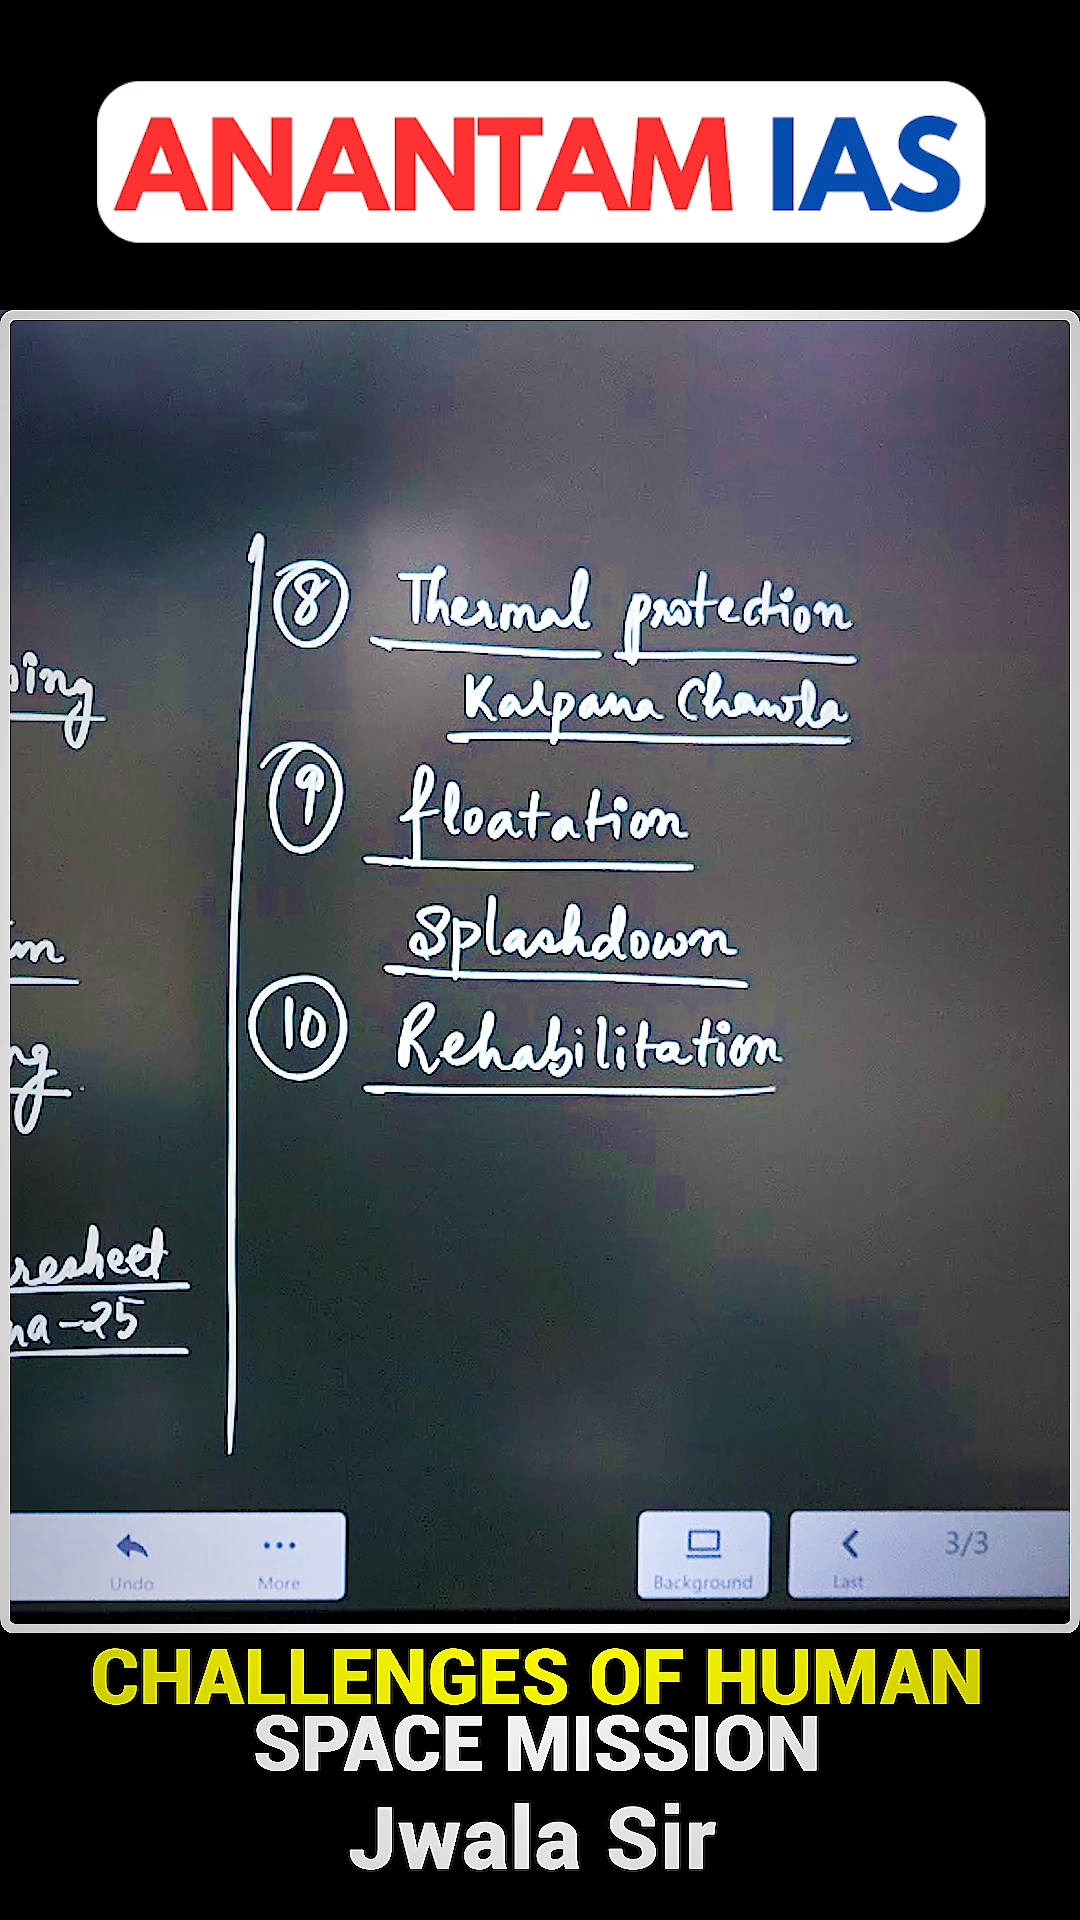 ANANTAM IAS
8 Thermal protection
Kalpana Chawla
9 floatation
Splashdown
10 Rehabilitation
-25
Undo
More
Background
Last
3/3
CHALLENGES OF HUMAN
SPACE MISSION
Jwala Sir